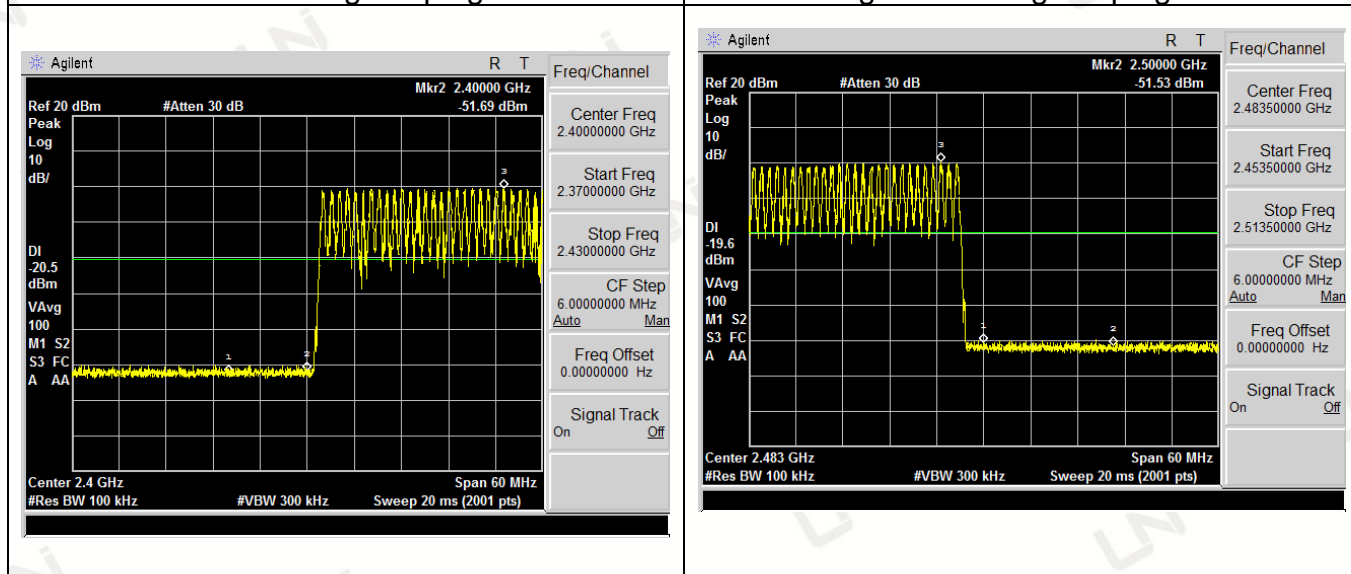 Agilent
R T
Mkr2 2.40000 GHz
Ref 20 dBm #Atten 30 dB -51.69 dBm
Peak
Log
10
dB/
3
DI
-20.5
dBm
VAvg
100
M1 S2
S3 FC
A AA
1
2
Center 2.4 GHz Span 60 MHz
#Res BW 100 kHz #VBW 300 kHz Sweep 20 ms (2001 pts)
Freq/Channel
Center Freq
2.40000000 GHz
Start Freq
2.37000000 GHz
Stop Freq
2.43000000 GHz
CF Step
6.00000000 MHz
Auto Man
Freq Offset
0.00000000 Hz
Signal Track
On Off
Agilent
R T
Mkr2 2.50000 GHz
Ref 20 dBm #Atten 30 dB -51.53 dBm
Peak
Log
10
dB/
3
DI
-19.6
dBm
VAvg
100
M1 S2
S3 FC
A AA
1
2
Center 2.483 GHz Span 60 MHz
#Res BW 100 kHz #VBW 300 kHz Sweep 20 ms (2001 pts)
Freq/Channel
Center Freq
2.48350000 GHz
Start Freq
2.45350000 GHz
Stop Freq
2.51350000 GHz
CF Step
6.00000000 MHz
Auto Man
Freq Offset
0.00000000 Hz
Signal Track
On Off